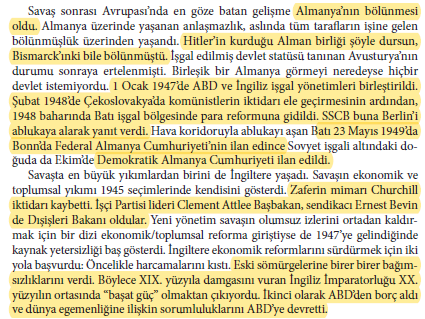 Savaş sonrası Avrupası'nda en göze batan gelişme Almanya'nın bölünmesi
oldu. Almanya üzerinde yaşanan anlaşmazlık, aslında tüm tarafların işine gelen
bölünmüşlük üzerinden yaşandı. Hitler'in kurduğu Alman birliği şöyle dursun,
Bismarck'ınki bile bölünmüştü. İşgal edilmiş devlet statüsü tanınan Avusturya'nın
durumu sonraya ertelenmişti. Birleşik bir Almanya görmeyi neredeyse hiçbir
devlet istemiyordu. 1 Ocak 1947'de ABD ve İngiliz işgal yönetimleri birleştirildi.
Şubat 1948'de Çekoslovakya'da komünistlerin iktidarı ele geçirmesinin ardından,
1948 baharında Batı işgal bölgesinde para reformuna gidildi. SSCB buna Berlin'i
ablukaya alarak yanıt verdi. Hava koridoruyla ablukayı aşan Batı 23 Mayıs 1949'da
Bonn'da Federal Almanya Cumhuriyeti'nin ilan edince Sovyet işgali altındaki do-
ğuda da Ekim'de Demokratik Almanya Cumhuriyeti ilan edildi.
Savaşta en büyük yıkımlardan birini de İngiltere yaşadı. Savaşın ekonomik ve
toplumsal yıkımı 1945 seçimlerinde kendisini gösterdi. Zaferin mimarı Churchill
iktidarı kaybetti. İşçi Partisi lideri Clement Attlee Başbakan, sendikacı Ernest Bevin
de Dışişleri Bakanı oldular. Yeni yönetim savaşın olumsuz izlerini ortadan kaldır-
mak için bir dizi ekonomik/toplumsal reforma giriştiyse de 1947'ye gelindiğinde
kaynak yetersizliği baş gösterdi. İngiltere ekonomik reformlarını sürdürmek için iki
yola başvurdu: Öncelikle harcamalarını kıstı. Eski sömürgelerine birer birer bağım-
sızlıklarını verdi. Böylece XIX. yüzyıla damgasını vuran İngiliz İmparatorluğu XX.
yüzyılın ortasında "başat güç" olmaktan çıkıyordu. İkinci olarak ABD'den borç aldı
ve dünya egemenliğine ilişkin sorumluluklarını ABD'ye devretti.